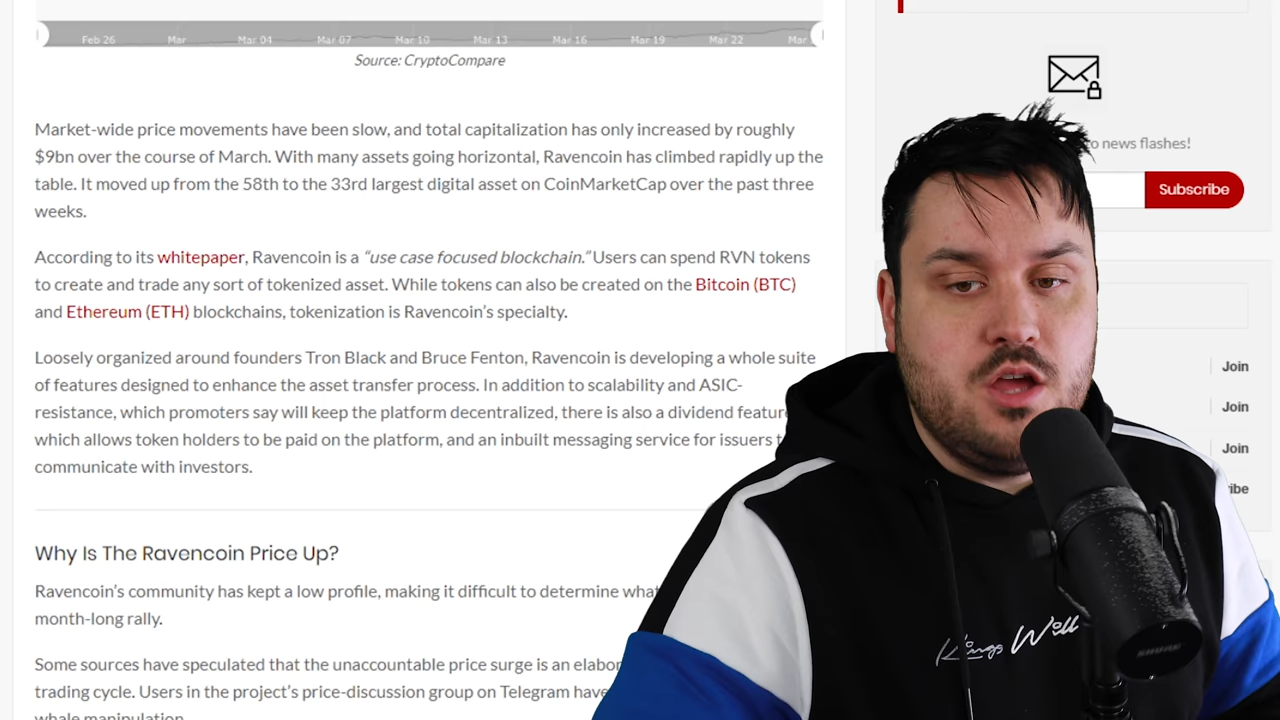 Feb 26 Mar Mar 04 Mar 07 Mar 10 Mar 13 Mar 16 Mar 19 Mar 22 Mar
Source: CryptoCompare
Market-wide price movements have been slow, and total capitalization has only increased by roughly
$9bn over the course of March. With many assets going horizontal, Ravencoin has climbed rapidly up the
table. It moved up from the 58th to the 33rd largest digital asset on CoinMarketCap over the past three
weeks.
According to its whitepaper, Ravencoin is a “use case focused blockchain.” Users can spend RVN tokens
to create and trade any sort of tokenized asset. While tokens can also be created on the Bitcoin (BTC)
and Ethereum (ETH) blockchains, tokenization is Ravencoin’s specialty.
Loosely organized around founders Tron Black and Bruce Fenton, Ravencoin is developing a whole suite
of features designed to enhance the asset transfer process. In addition to scalability and ASIC-
resistance, which promoters say will keep the platform decentralized, there is also a dividend feature
which allows token holders to be paid on the platform, and an inbuilt messaging service for issuers
communicate with investors.
Why Is The Ravencoin Price Up?
Ravencoin’s community has kept a low profile, making it difficult to determine what
month-long rally.
Some sources have speculated that the unaccountable price surge is an
trading cycle. Users in the project’s price-discussion group on Telegram have
whale manipulation
to news flashes!
Subscribe
Join
Join
Join
Kings Will
SHURE